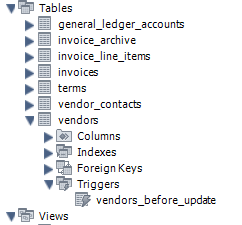 Tables
general_ledger_accounts
invoice_archive
invoice_line_items
invoices
terms
vendor_contacts
vendors
Columns
Indexes
Foreign Keys
Triggers
vendors_before_update
Views